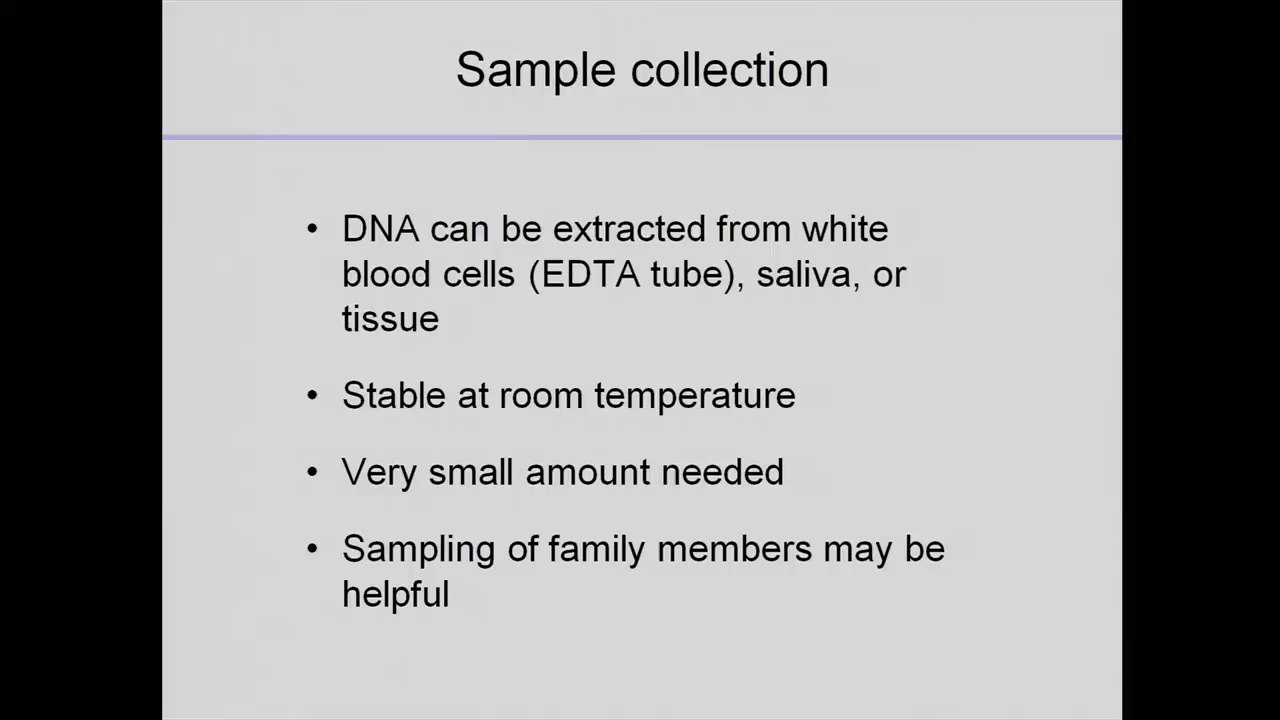 Sample collection
• DNA can be extracted from white
blood cells (EDTA tube), saliva, or
tissue
• Stable at room temperature
• Very small amount needed
• Sampling of family members may be
helpful